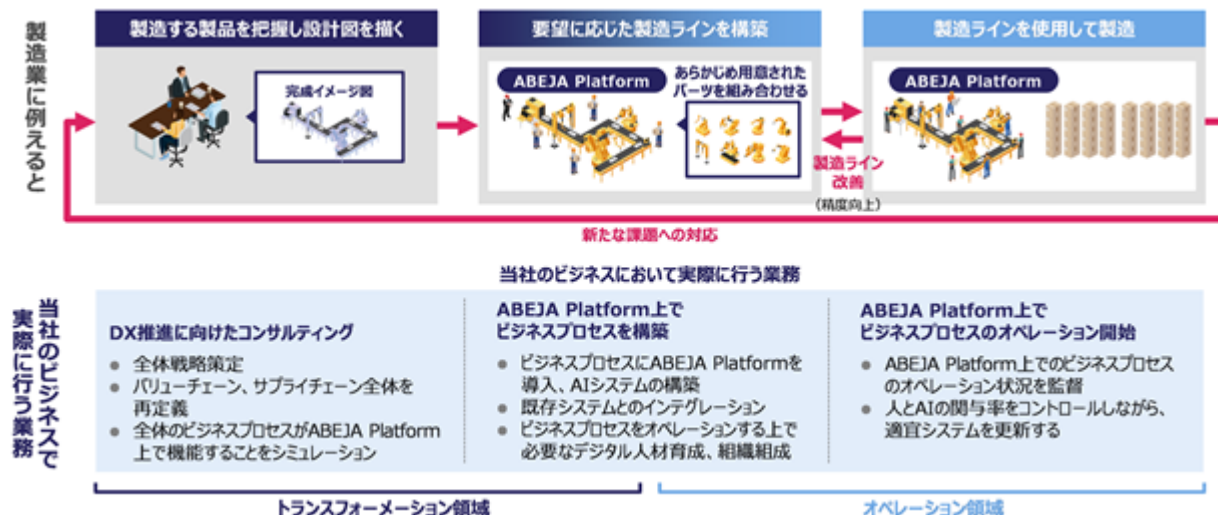 製造業に例えると
製造する製品を把握し設計図を描く
完成イメージ図
要望に応じた製造ラインを構築
ABEJA Platform
あらかじめ用意された
パーツを組み合わせる
製造ラインを使用して製造
ABEJA Platform
製造ライン
改善
(精度向上)
新たな課題への対応
当社のビジネスで
実際に行う業務
当社のビジネスにおいて実際に行う業務
DX推進に向けたコンサルティング
● 全体戦略策定
● バリューチェーン、サプライチェーン全体を
再定義
● 全体のビジネスプロセスがABEJA Platform
上で機能することをシミュレーション
ABEJA Platform上で
ビジネスプロセスを構築
● ビジネスプロセスにABEJA Platformを
導入、AIシステムの構築
● 既存システムとのインテグレーション
● ビジネスプロセスをオペレーションする上で
必要なデジタル人材育成、組織組成
ABEJA Platform上で
ビジネスプロセスのオペレーション開始
● ABEJA Platform上でのビジネスプロセス
のオペレーション状況を監督
● 人とAIの関与率をコントロールしながら、
適宜システムを更新する
トランスフォーメーション領域
オペレーション領域